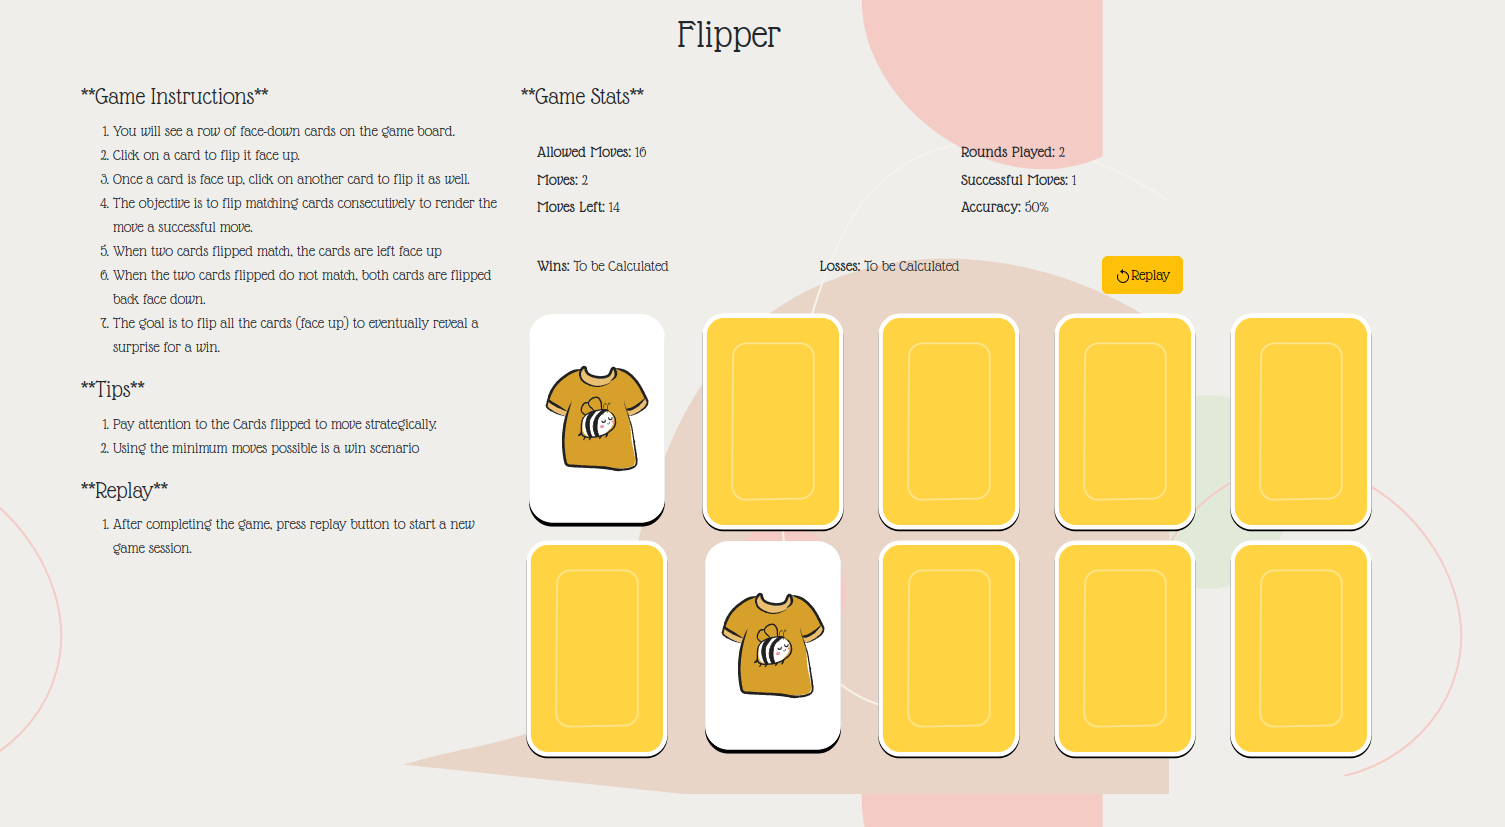 Flipper
**Game Instructions**
1. You will see a row of face-down cards on the game board.
2. Click on a card to flip it face up.
3. Once a card is face up, click on another card to flip it as well.
4. The objective is to flip matching cards consecutively to render the
move a successful move.
5. When two cards flipped match, the cards are left face up
6. When the two cards flipped do not match, both cards are flipped
back face down.
7. The goal is to flip all the cards (face up) to eventually reveal a
surprise for a win.
**Tips**
1. Pay attention to the Cards flipped to move strategically.
2. Using the minimum moves possible is a win scenario
**Replay**
1. After completing the game, press replay button to start a new
game session.
**Game Stats**
Allowed Moves: 16
Moves: 2
Moves Left: 14
Rounds Played: 2
Successful Moves: 1
Accuracy: 50%
Wins: To be Calculated
Losses: To be Calculated
Replay